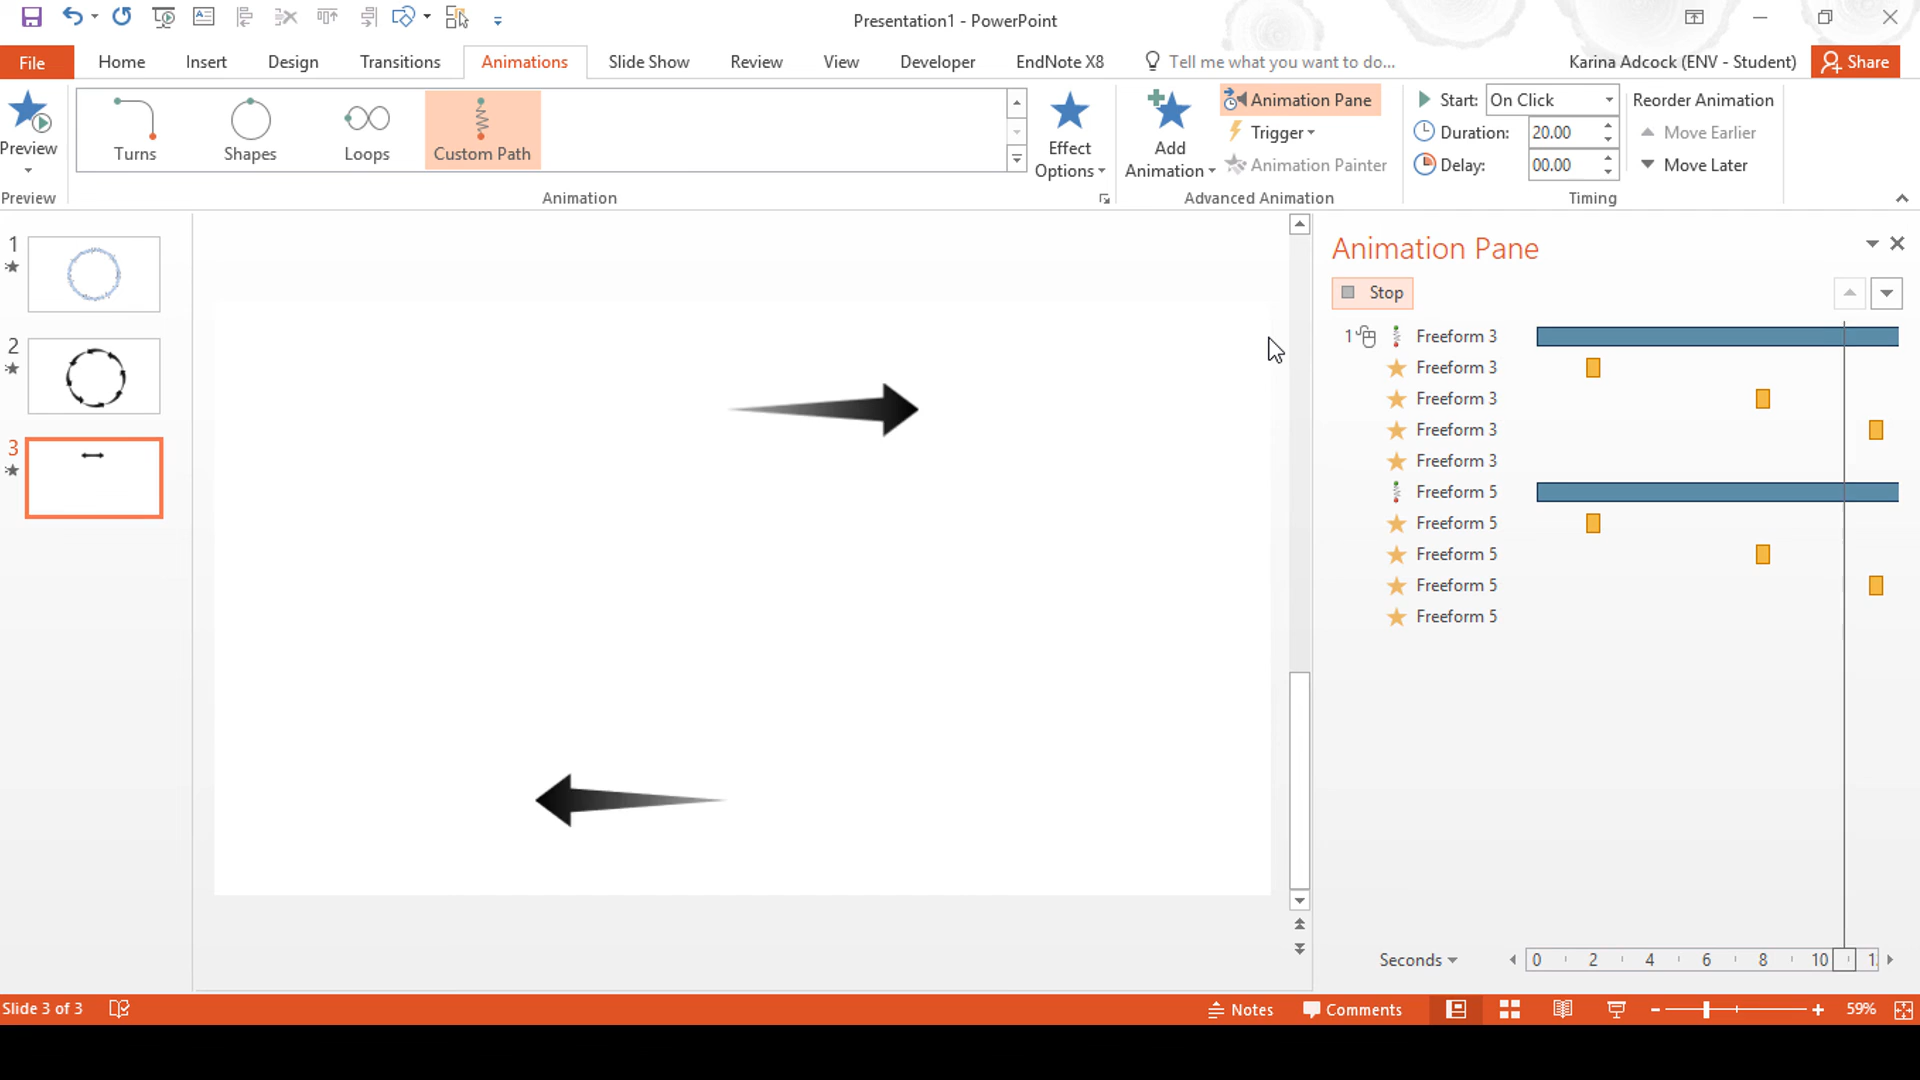 Presentation1 - PowerPoint
File Home Insert Design Transitions Animations Slide Show Review View Developer EndNote X8 Tell me what you want to do... Karina Adcock (ENV - Student) Share
Preview
Turns Shapes Loops Custom Path
Effect Options
Add Animation
Animation Pane
Trigger
Animation Painter
Start: On Click
Duration: 20.00
Delay: 00.00
Reorder Animation
Move Earlier
Move Later
Preview Animation Advanced Animation Timing
1
2
3
Animation Pane
Stop
1 Freeform 3
Freeform 3
Freeform 3
Freeform 3
Freeform 3
Freeform 5
Freeform 5
Freeform 5
Freeform 5
Freeform 5
Seconds 0 2 4 6 8 10
Slide 3 of 3 Notes Comments 59%